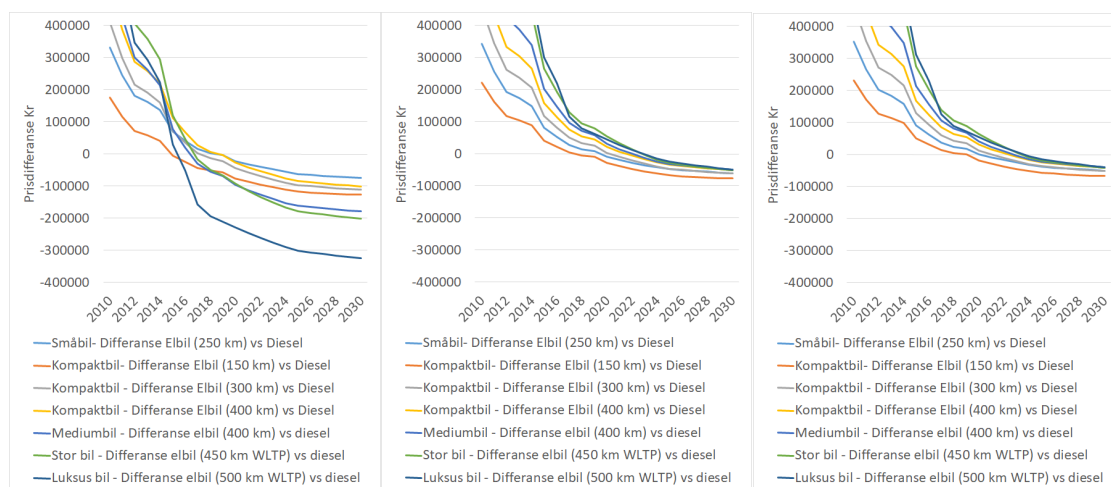 Prisdifferanse Kr
400000
300000
200000
100000
0
-100000
-200000
-300000
-400000
2010
2012
2014
2016
2018
2020
2022
2024
2026
2028
2030
Småbil- Differanse Elbil (250 km) vs Diesel
Kompaktbil- Differanse Elbil (150 km) vs Diesel
Kompaktbil - Differanse Elbil (300 km) vs Diesel
Kompaktbil - Differanse Elbil (400 km) vs Diesel
Mediumbil - Differanse elbil (400 km) vs diesel
Stor bil - Differanse elbil (450 km WLTP) vs diesel
Luksus bil - Differanse elbil (500 km WLTP) vs diesel
Prisdifferanse Kr
400000
300000
200000
100000
0
-100000
-200000
-300000
-400000
2010
2012
2014
2016
2018
2020
2022
2024
2026
2028
2030
Småbil- Differanse Elbil (250 km) vs Diesel
Kompaktbil- Differanse Elbil (150 km) vs Diesel
Kompaktbil - Differanse Elbil (300 km) vs Diesel
Kompaktbil - Differanse Elbil (400 km) vs Diesel
Mediumbil - Differanse elbil (400 km) vs diesel
Stor bil - Differanse elbil (450 km WLTP) vs diesel
Luksus bil - Differanse elbil (500 km WLTP) vs diesel
Prisdifferanse Kr
400000
300000
200000
100000
0
-100000
-200000
-300000
-400000
2010
2012
2014
2016
2018
2020
2022
2024
2026
2028
2030
Småbil- Differanse Elbil (250 km) vs Diesel
Kompaktbil- Differanse Elbil (150 km) vs Diesel
Kompaktbil - Differanse Elbil (300 km) vs Diesel
Kompaktbil - Differanse Elbil (400 km) vs Diesel
Mediumbil - Differanse elbil (400 km) vs diesel
Stor bil - Differanse elbil (450 km WLTP) vs diesel
Luksus bil - Differanse elbil (500 km WLTP) vs diesel